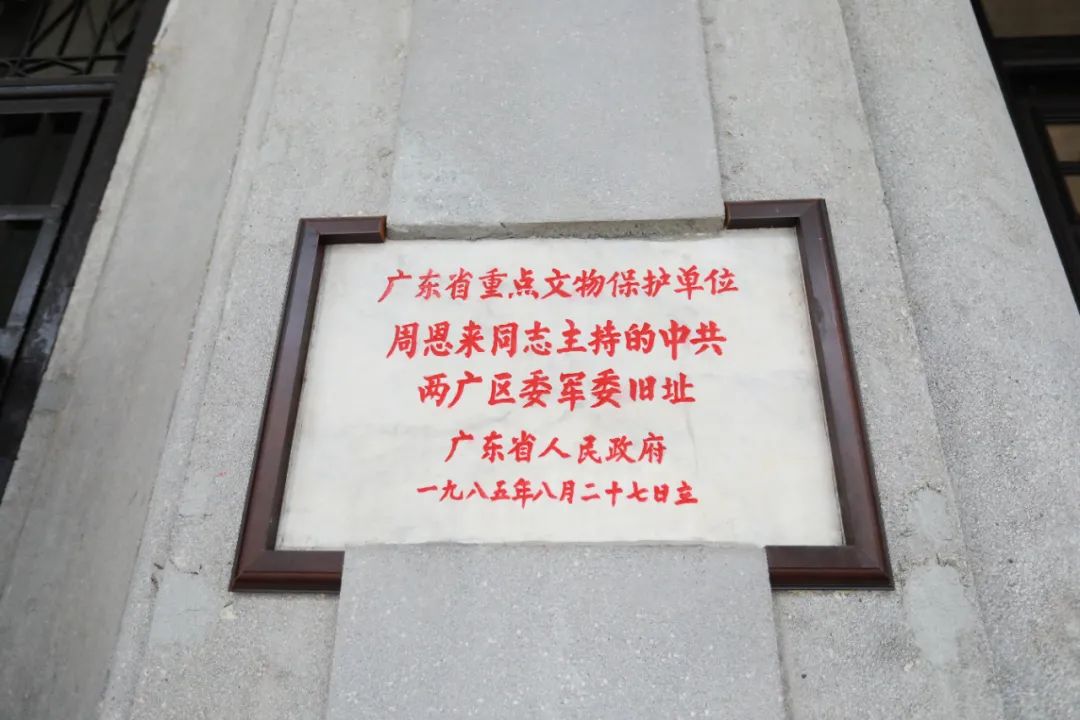 广东省重点文物保护单位
周恩来同志主持的中共
两广区委军委旧址
广东省人民政府
一九八五年八月二十七日立